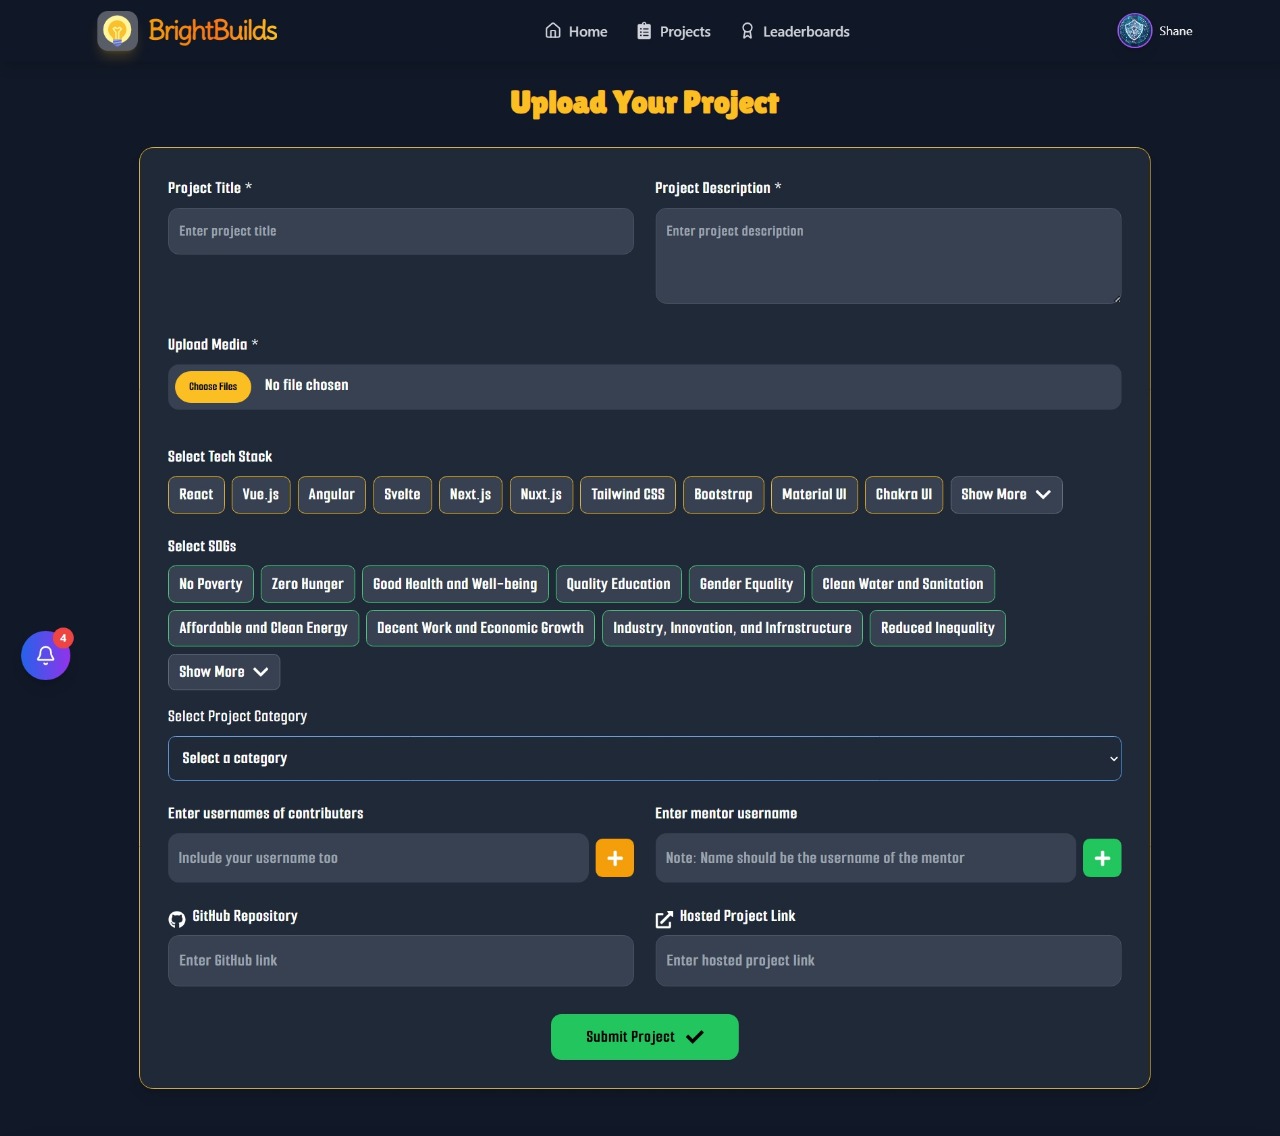 BrightBuilds
Home
Projects
Leaderboards
Shane
Upload Your Project
Project Title *
Project Description *
Enter project title
Enter project description
Upload Media *
Choose Files No file chosen
Select Tech Stack
React Vue.js Angular Svelte Next.js Nuxt.js Tailwind CSS Bootstrap Material UI Chakra UI Show More
Select SDGs
No Poverty Zero Hunger Good Health and Well-being Quality Education Gender Equality Clean Water and Sanitation
Affordable and Clean Energy Decent Work and Economic Growth Industry, Innovation, and Infrastructure Reduced Inequality
4
Show More
Select Project Category
Select a category
Enter usernames of contributers
Enter mentor username
Include your username too
Note: Name should be the username of the mentor
GitHub Repository
Hosted Project Link
Enter GitHub link
Enter hosted project link
Submit Project